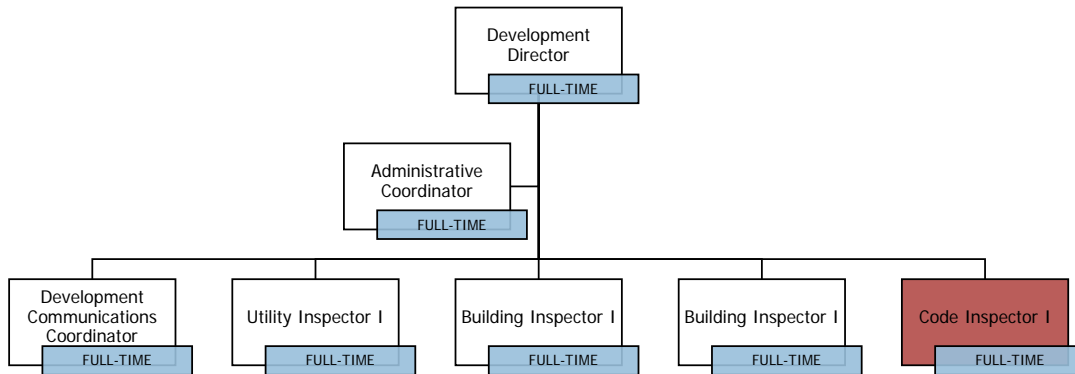 Development
Director
FULL-TIME
Administrative
Coordinator
FULL-TIME
Development
Communications
Coordinator
FULL-TIME
Utility Inspector I
FULL-TIME
Building Inspector I
FULL-TIME
Building Inspector I
FULL-TIME
Code Inspector I
FULL-TIME